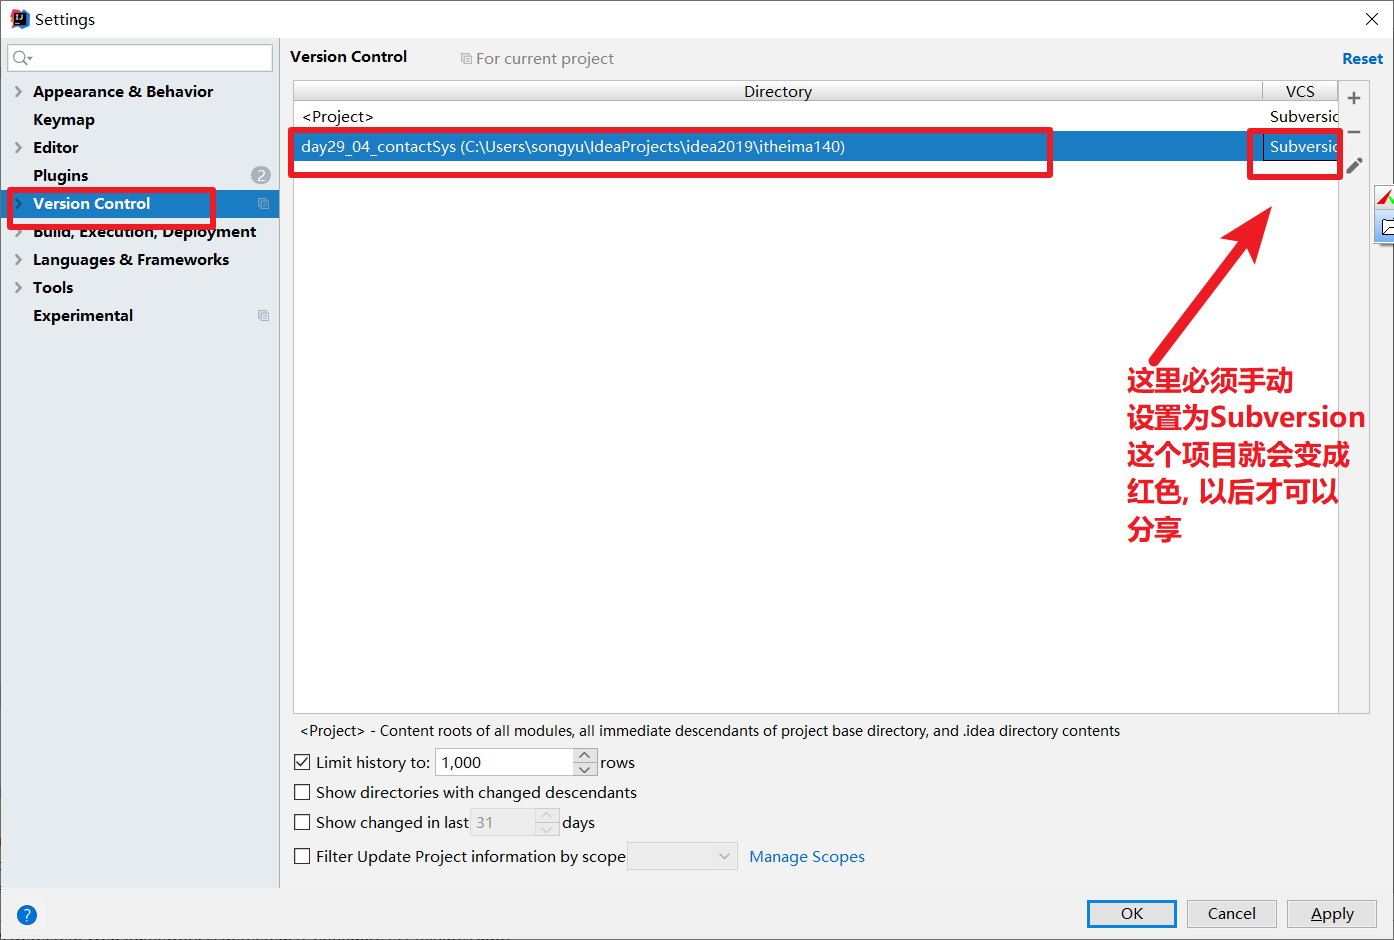 Settings
Version Control
For current project
Reset
Appearance & Behavior
Keymap
Editor
Plugins
2
Version Control
Build, Execution, Deployment
Languages & Frameworks
Tools
Experimental
Directory
VCS
<Project>
Subversic
day29_04_contactSys (C:\Users\songyu\IdeaProjects\idea2019\itheima140)
Subversic
这里必须手动
设置为Subversion
这个项目就会变成
红色, 以后才可以
分享
<Project> - Content roots of all modules, all immediate descendants of project base directory, and .idea directory contents
Limit history to: 1,000 rows
Show directories with changed descendants
Show changed in last 31 days
Filter Update Project information by scope
Manage Scopes
?
OK
Cancel
Apply